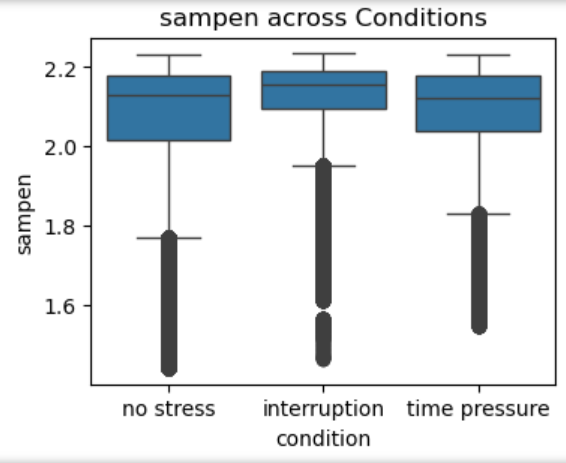 sampen across Conditions
2.2
2.0
1.8
1.6
sampen
no stress interruption time pressure
condition